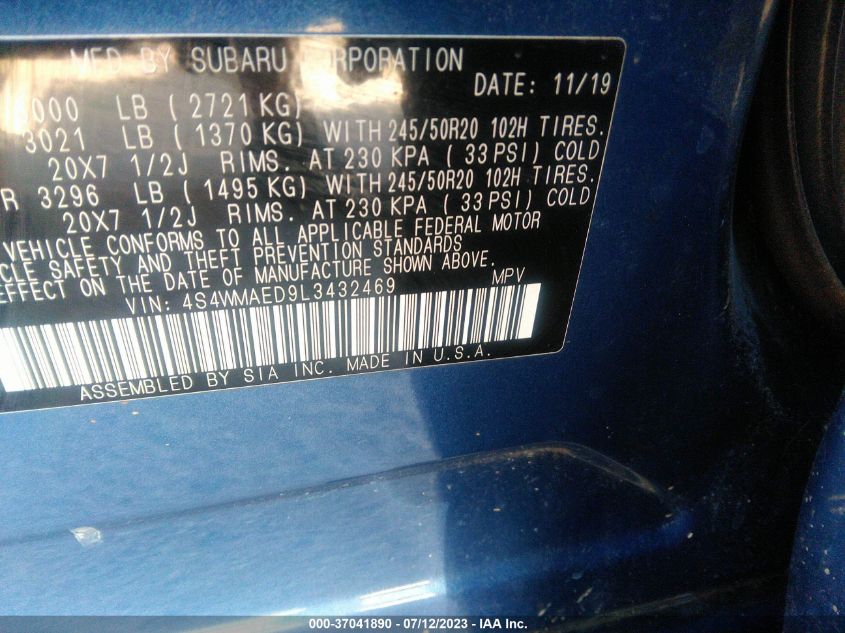 MFD BY SUBARU CORPORATION
DATE: 11/19
6000 LB ( 2721 KG)
3021 LB ( 1370 KG) WITH 245/50R20 102H TIRES.
20X7 1/2J RIMS. AT 230 KPA ( 33 PSI) COLD
R 3296 LB ( 1495 KG) WITH 245/50R20 102H TIRES.
20X7 1/2J RIMS. AT 230 KPA ( 33 PSI) COLD
VEHICLE CONFORMS TO ALL APPLICABLE FEDERAL MOTOR
CLE SAFETY AND THEFT PREVENTION STANDARDS
EFFECT ON THE DATE OF MANUFACTURE SHOWN ABOVE.
VIN: 4S4WMAED9L3432469 MPV
ASSEMBLED BY SIA INC. MADE IN U.S.A.
000-37041890 - 07/12/2023 - IAA Inc.